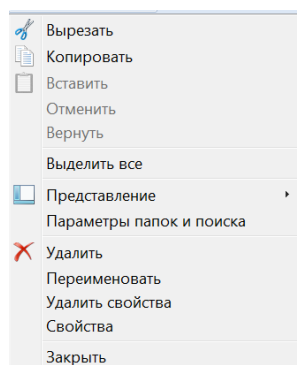 Вырезать
Копировать
Вставить
Отменить
Вернуть
Выделить все
Представление
Параметры папок и поиска
Удалить
Переименовать
Удалить свойства
Свойства
Закрыть